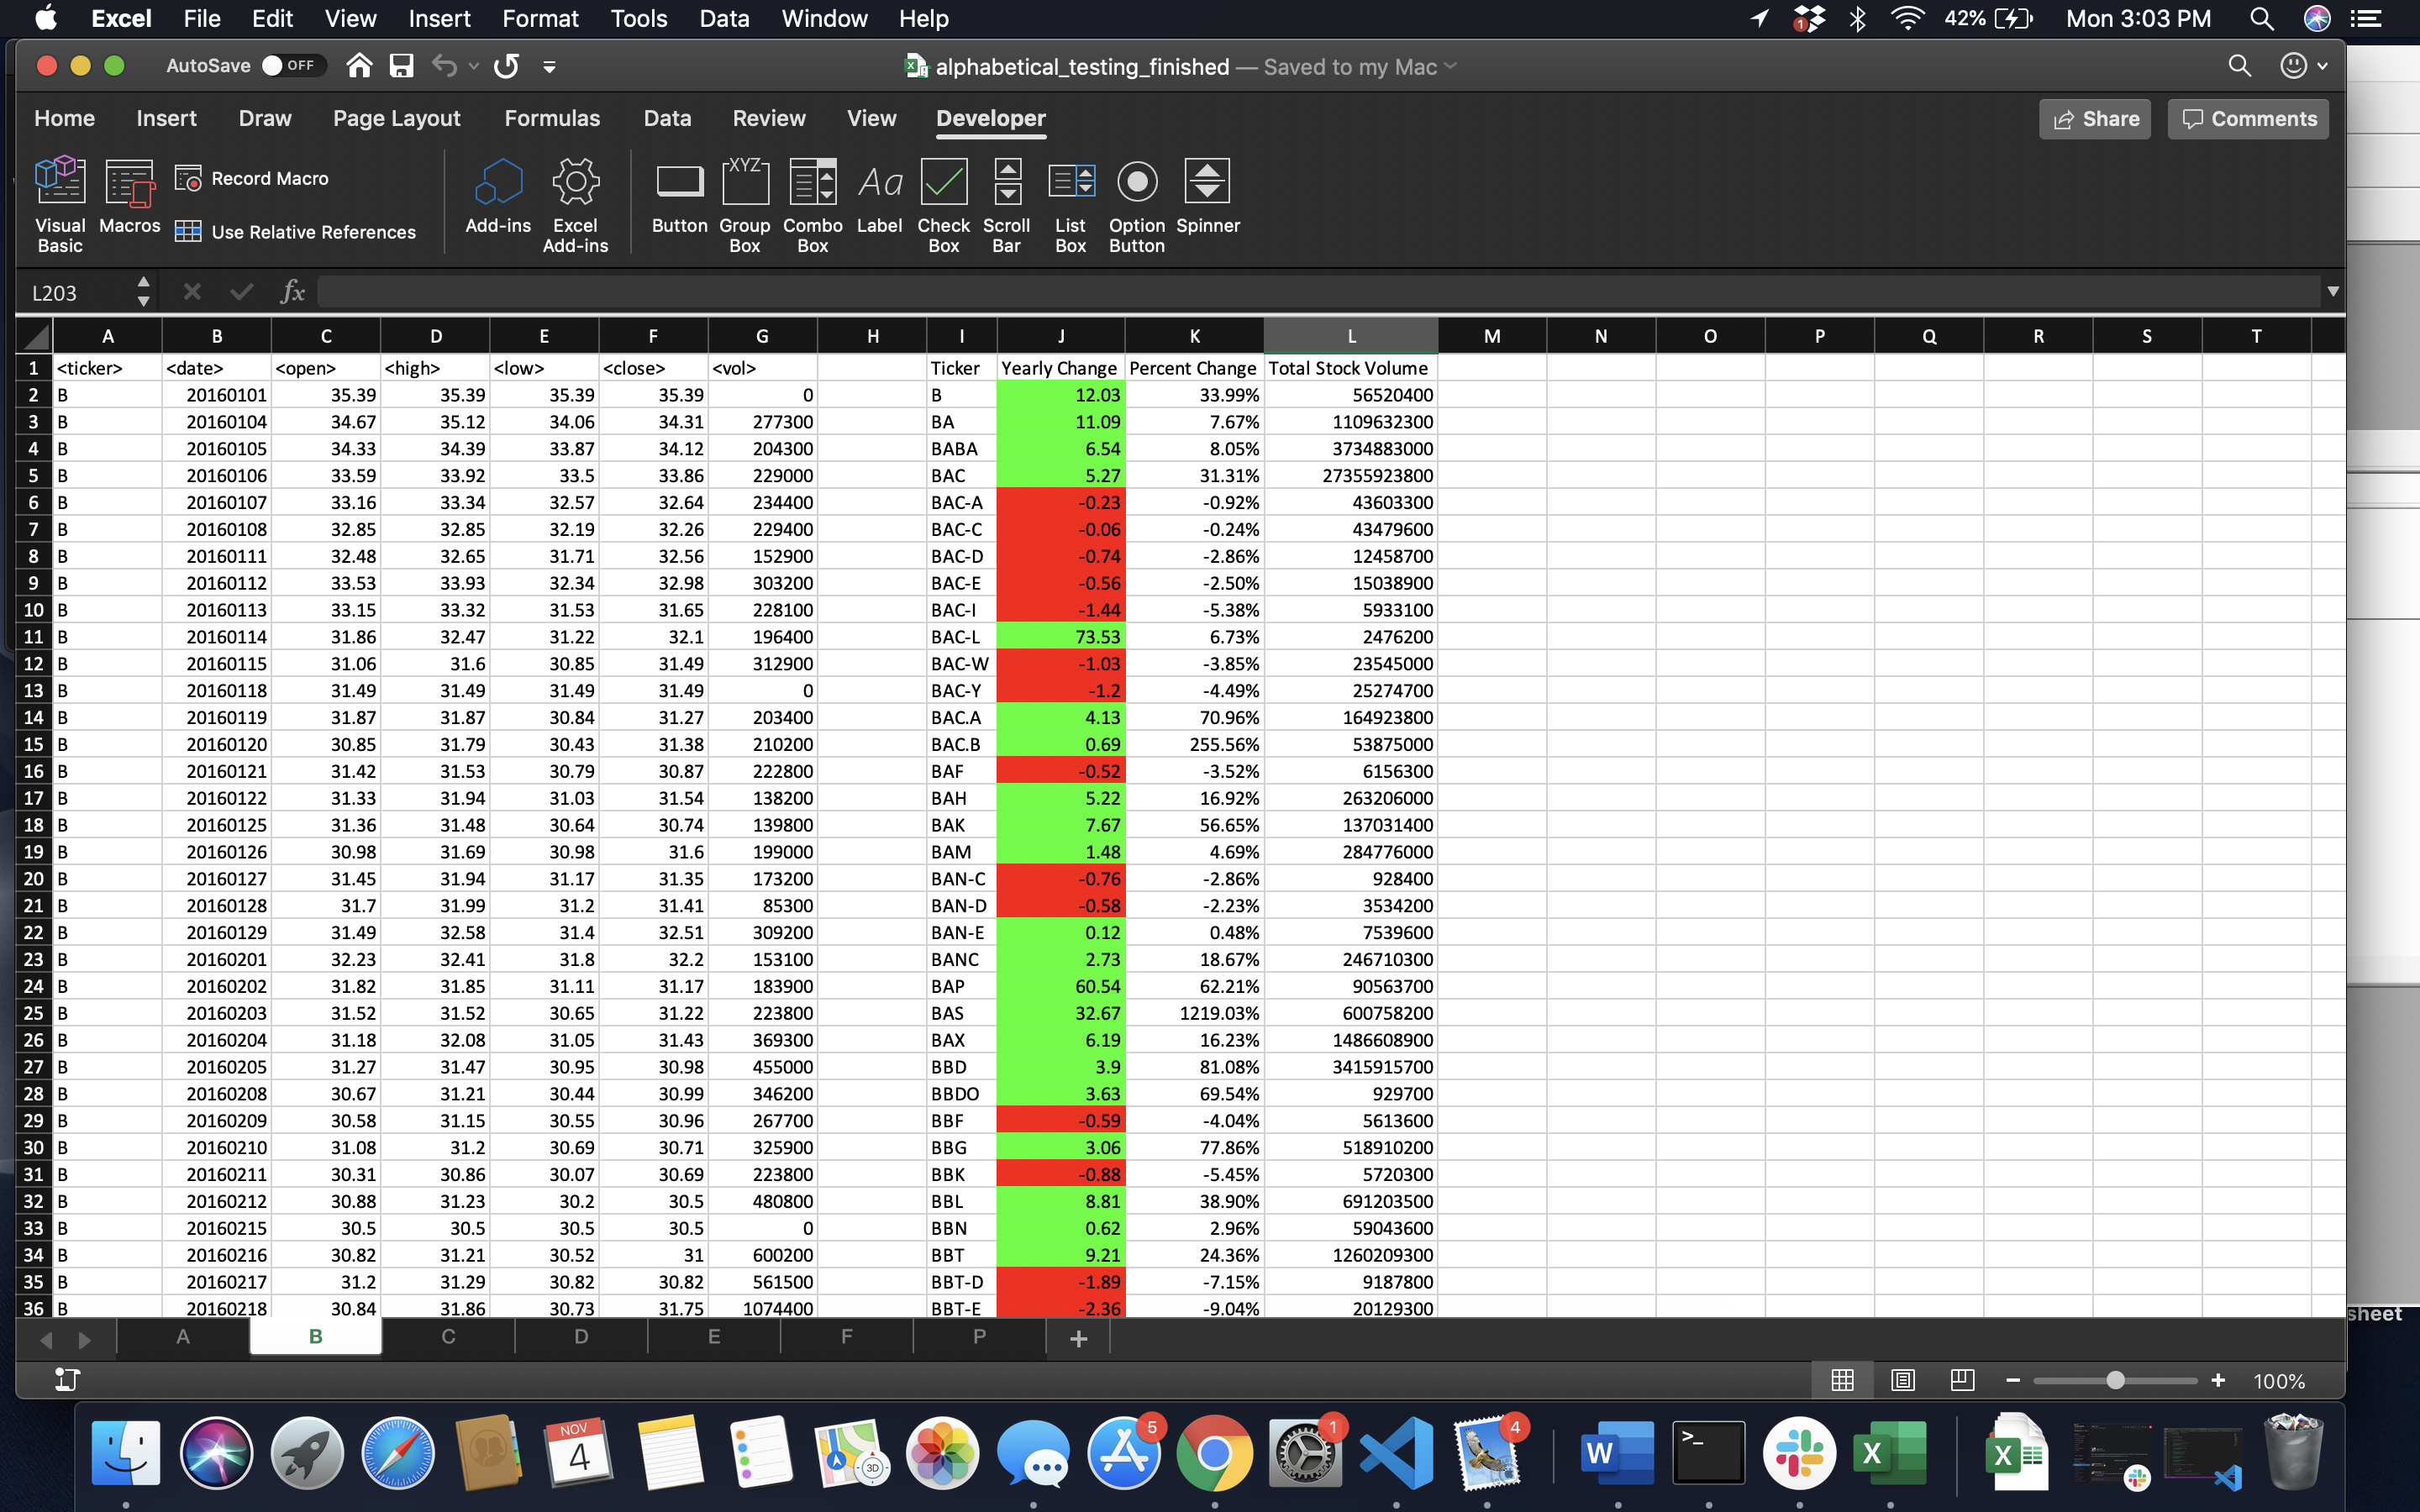 Excel File Edit View Insert Format Tools Data Window Help 1 42% Mon 3:03 PM
AutoSave OFF alphabetical_testing_finished — Saved to my Mac
Home Insert Draw Page Layout Formulas Data Review View Developer Share Comments
Visual Basic Macros Record Macro Use Relative References Add-ins Excel Add-ins Button XYZ Group Box Combo Box Aa Label Check Box Scroll Bar List Box Option Button Spinner
L203 fx
A B C D E F G H I J K L M N O P Q R S T
1 <ticker> <date> <open> <high> <low> <close> <vol> Ticker Yearly Change Percent Change Total Stock Volume
2 B 20160101 35.39 35.39 35.39 35.39 0 B 12.03 33.99% 56520400
3 B 20160104 34.67 35.12 34.06 34.31 277300 BA 11.09 7.67% 1109632300
4 B 20160105 34.33 34.39 33.87 34.12 204300 BABA 6.54 8.05% 3734883000
5 B 20160106 33.59 33.92 33.5 33.86 229000 BAC 5.27 31.31% 27355923800
6 B 20160107 33.16 33.34 32.57 32.64 234400 BAC-A -0.23 -0.92% 43603300
7 B 20160108 32.85 32.85 32.19 32.26 229400 BAC-C -0.06 -0.24% 43479600
8 B 20160111 32.48 32.65 31.71 32.56 152900 BAC-D -0.74 -2.86% 12458700
9 B 20160112 33.53 33.93 32.34 32.98 303200 BAC-E -0.56 -2.50% 15038900
10 B 20160113 33.15 33.32 31.53 31.65 228100 BAC-I -1.44 -5.38% 5933100
11 B 20160114 31.86 32.47 31.22 32.1 196400 BAC-L 73.53 6.73% 2476200
12 B 20160115 31.06 31.6 30.85 31.49 312900 BAC-W -1.03 -3.85% 23545000
13 B 20160118 31.49 31.49 31.49 31.49 0 BAC-Y -1.2 -4.49% 25274700
14 B 20160119 31.87 31.87 30.84 31.27 203400 BAC.A 4.13 70.96% 164923800
15 B 20160120 30.85 31.79 30.43 31.38 210200 BAC.B 0.69 255.56% 53875000
16 B 20160121 31.42 31.53 30.79 30.87 222800 BAF -0.52 -3.52% 6156300
17 B 20160122 31.33 31.94 31.03 31.54 138200 BAH 5.22 16.92% 263206000
18 B 20160125 31.36 31.48 30.64 30.74 139800 BAK 7.67 56.65% 137031400
19 B 20160126 30.98 31.69 30.98 31.6 199000 BAM 1.48 4.69% 284776000
20 B 20160127 31.45 31.94 31.17 31.35 173200 BAN-C -0.76 -2.86% 928400
21 B 20160128 31.7 31.99 31.2 31.41 85300 BAN-D -0.58 -2.23% 3534200
22 B 20160129 31.49 32.58 31.4 32.51 309200 BAN-E 0.12 0.48% 7539600
23 B 20160201 32.23 32.41 31.8 32.2 153100 BANC 2.73 18.67% 246710300
24 B 20160202 31.82 31.85 31.11 31.17 183900 BAP 60.54 62.21% 90563700
25 B 20160203 31.52 31.52 30.65 31.22 223800 BAS 32.67 1219.03% 600758200
26 B 20160204 31.18 32.08 31.05 31.43 369300 BAX 6.19 16.23% 1486608900
27 B 20160205 31.27 31.47 30.95 30.98 455000 BBD 3.9 81.08% 3415915700
28 B 20160208 30.67 31.21 30.44 30.99 346200 BBDO 3.63 69.54% 929700
29 B 20160209 30.58 31.15 30.55 30.96 267700 BBF -0.59 -4.04% 5613600
30 B 20160210 31.08 31.2 30.69 30.71 325900 BBG 3.06 77.86% 518910200
31 B 20160211 30.31 30.86 30.07 30.69 223800 BBK -0.88 -5.45% 5720300
32 B 20160212 30.88 31.23 30.2 30.5 480800 BBL 8.81 38.90% 691203500
33 B 20160215 30.5 30.5 30.5 30.5 0 BBN 0.62 2.96% 59043600
34 B 20160216 30.82 31.21 30.52 31 600200 BBT 9.21 24.36% 1260209300
35 B 20160217 31.2 31.29 30.82 30.82 561500 BBT-D -1.89 -7.15% 9187800
36 B 20160218 30.84 31.86 30.73 31.75 1074400 BBT-E -2.36 -9.04% 20129300
sheet
A B C D E F P +
100%
NOV 4 3D 5 1 4 W >_ X X